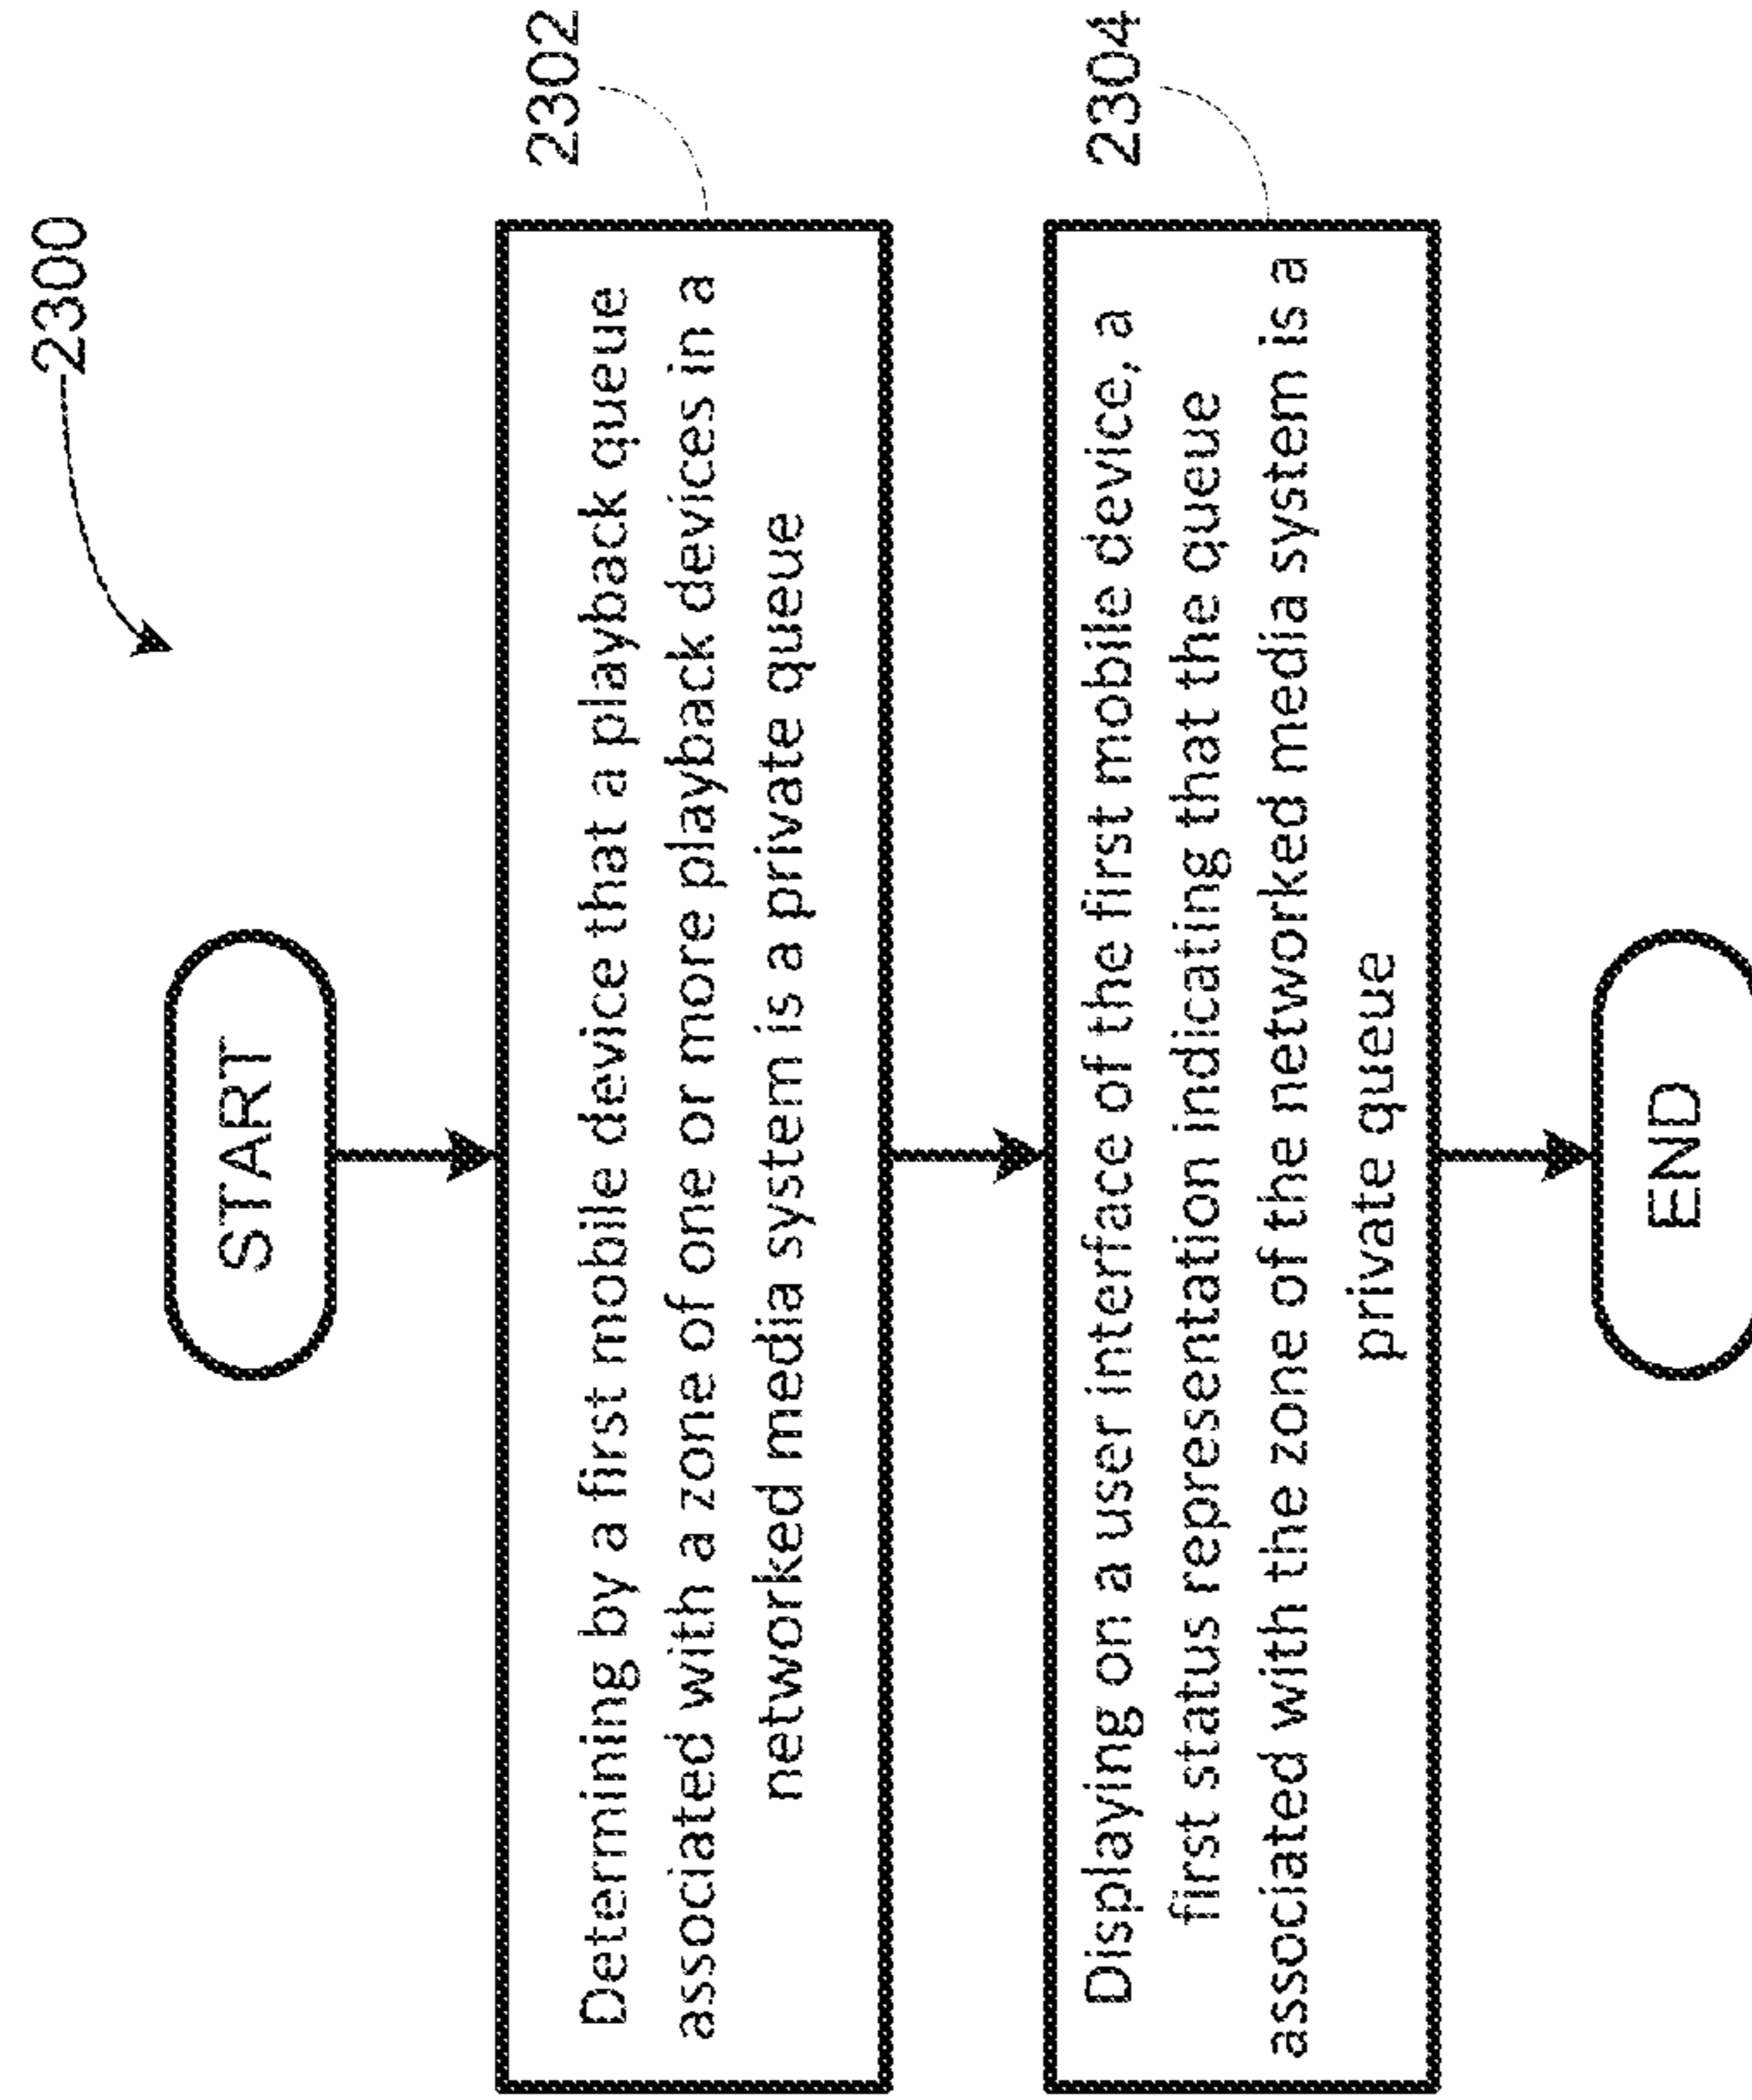 2300
START
Determining by a first mobile device that a playback queue
associated with a zone of one or more playback devices in a
networked media system is a private queue
2302
Displaying on a user interface of the first mobile device, a
first status representation indicating that the queue
associated with the zone of the networked media system is a
private queue
2304
END